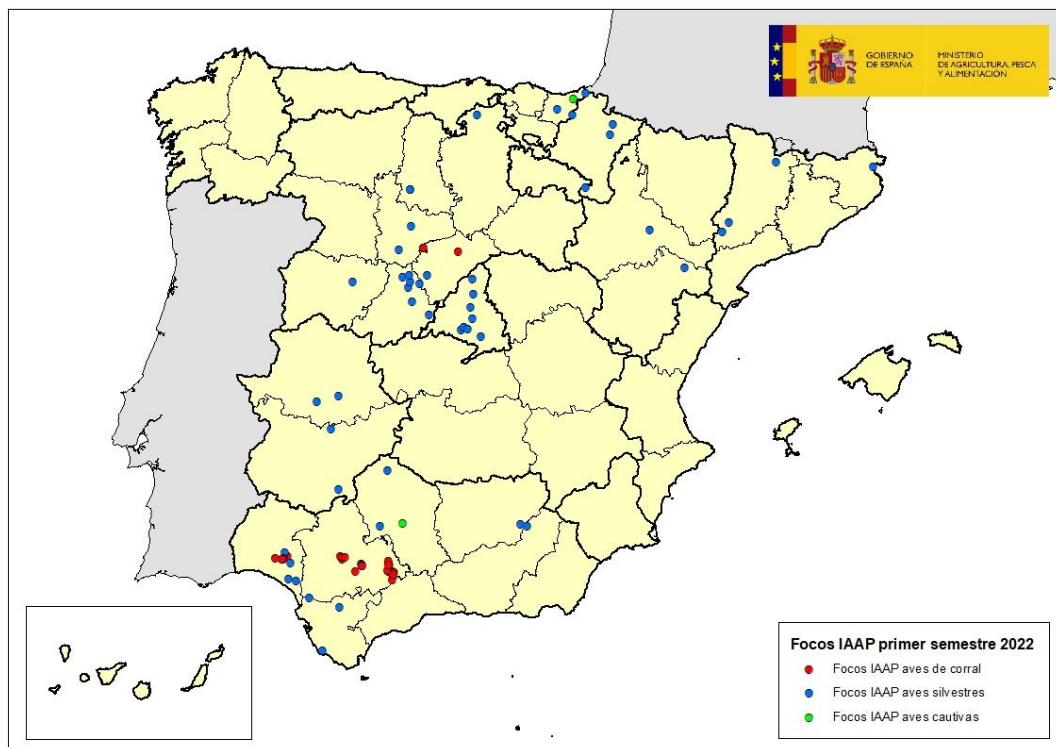 GOBIERNO
DE ESPAÑA
MINISTERIO
DE AGRICULTURA, PESCA
Y ALIMENTACIÓN
Focos IAAP primer semestre 2022
Focos IAAP aves de corral
Focos IAAP aves silvestres
Focos IAAP aves cautivas